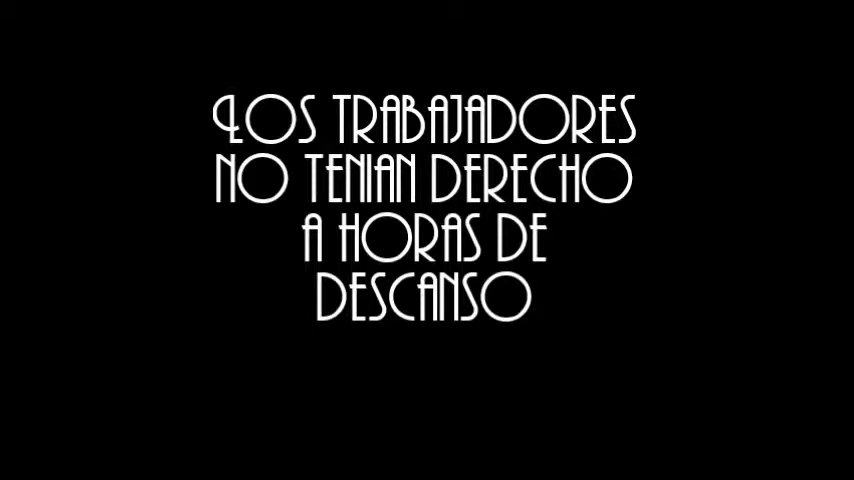 Los trabajadores
no tenian derecho
a horas de
descanso